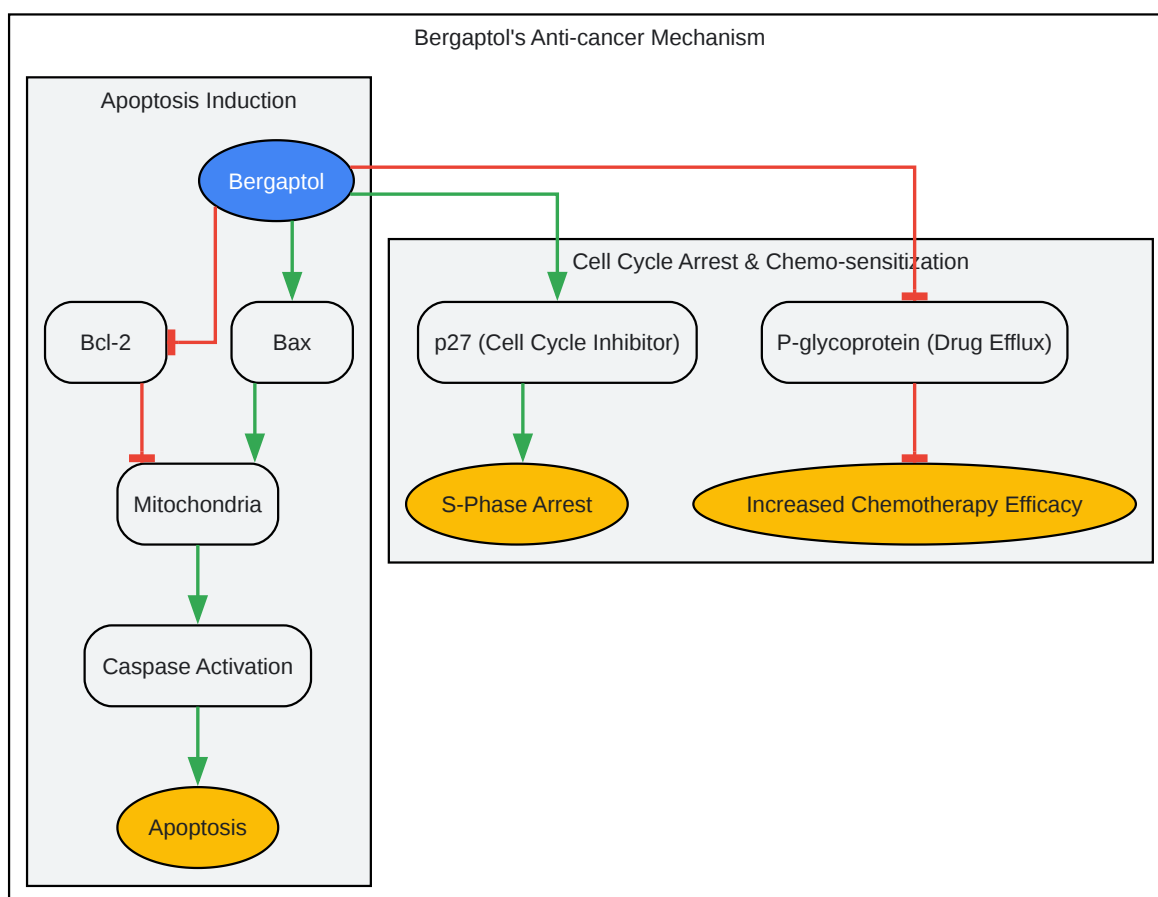 Bergaptol's Anti-cancer Mechanism
Apoptosis Induction
Bergaptol
Cell Cycle Arrest & Chemo-sensitization
Bcl-2
Bax
p27 (Cell Cycle Inhibitor)
P-glycoprotein (Drug Efflux)
Mitochondria
S-Phase Arrest
Increased Chemotherapy Efficacy
Caspase Activation
Apoptosis